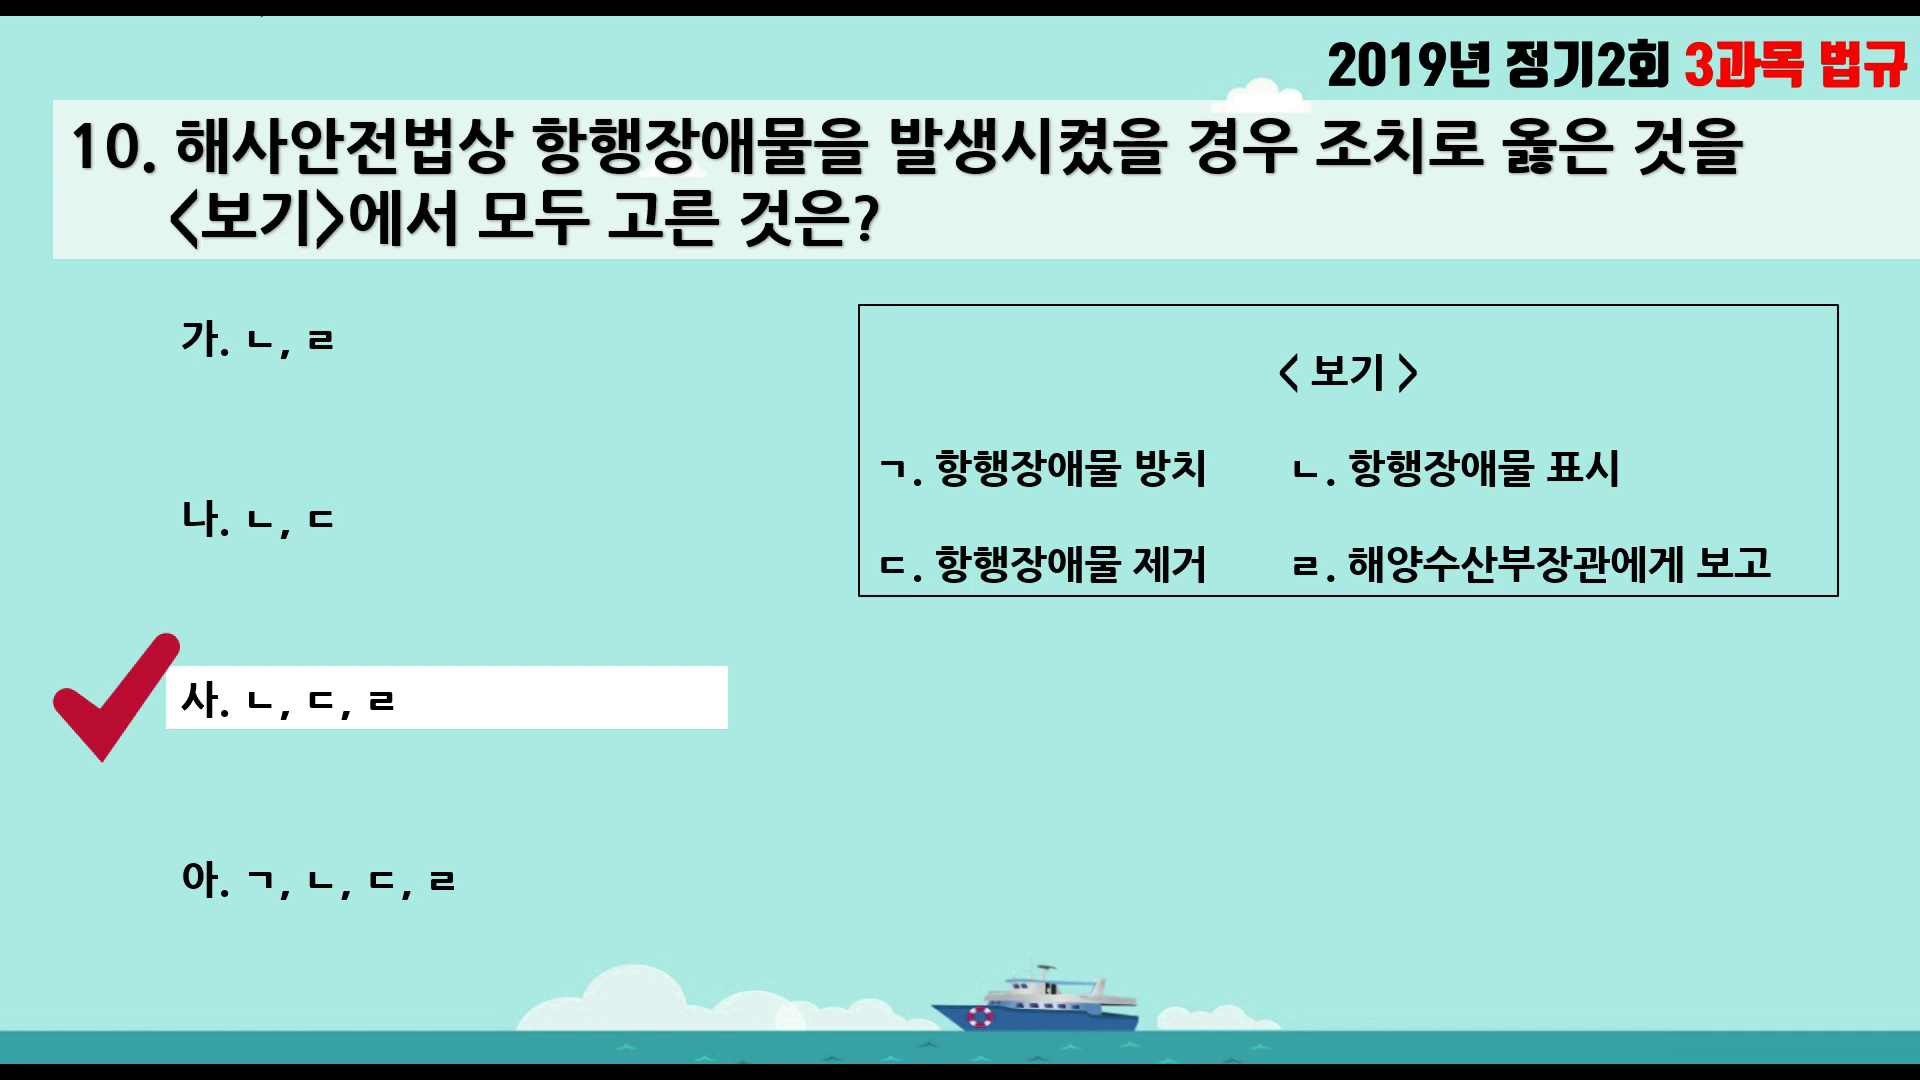 2019년 정기2회 3과목 법규
10. 해사안전법상 항행장애물을 발생시켰을 경우 조치로 옳은 것을
<보기>에서 모두 고른 것은?
가. ㄴ, ㄹ
나. ㄴ, ㄷ
사. ㄴ, ㄷ, ㄹ
아. ㄱ, ㄴ, ㄷ, ㄹ
< 보기 >
ㄱ. 항행장애물 방치 ㄴ. 항행장애물 표시
ㄷ. 항행장애물 제거 ㄹ. 해양수산부장관에게 보고